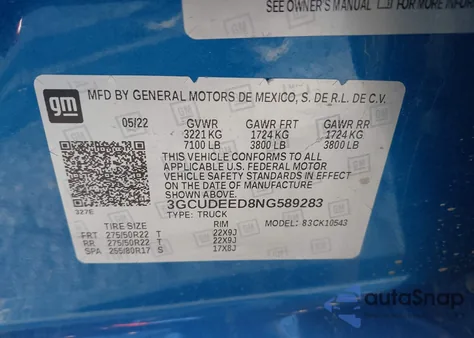 SEE OWNER'S MANUAL
FOR MORE
gm
MFD BY GENERAL MOTORS DE MEXICO, S. DE R.L. DE C.V.
05/22 GVWR GAWR FRT GAWR RR
3221 KG 1724 KG 1724 KG
7100 LB 3800 LB 3800 LB
THIS VEHICLE CONFORMS TO ALL
APPLICABLE U.S. FEDERAL MOTOR
VEHICLE SAFETY STANDARDS IN EFFECT
ON THE DATE OF MANUFACTURE
SHOWN ABOVE.
327E
3GCUDEED8NG589283
TYPE: TRUCK MODEL: 83CK10543
TIRE SIZE RIM
FRT 275/50R22 T 22X9J
RR 275/50R22 T 22X9J
SPA 255/80R17 S 17X8J
autoSnap